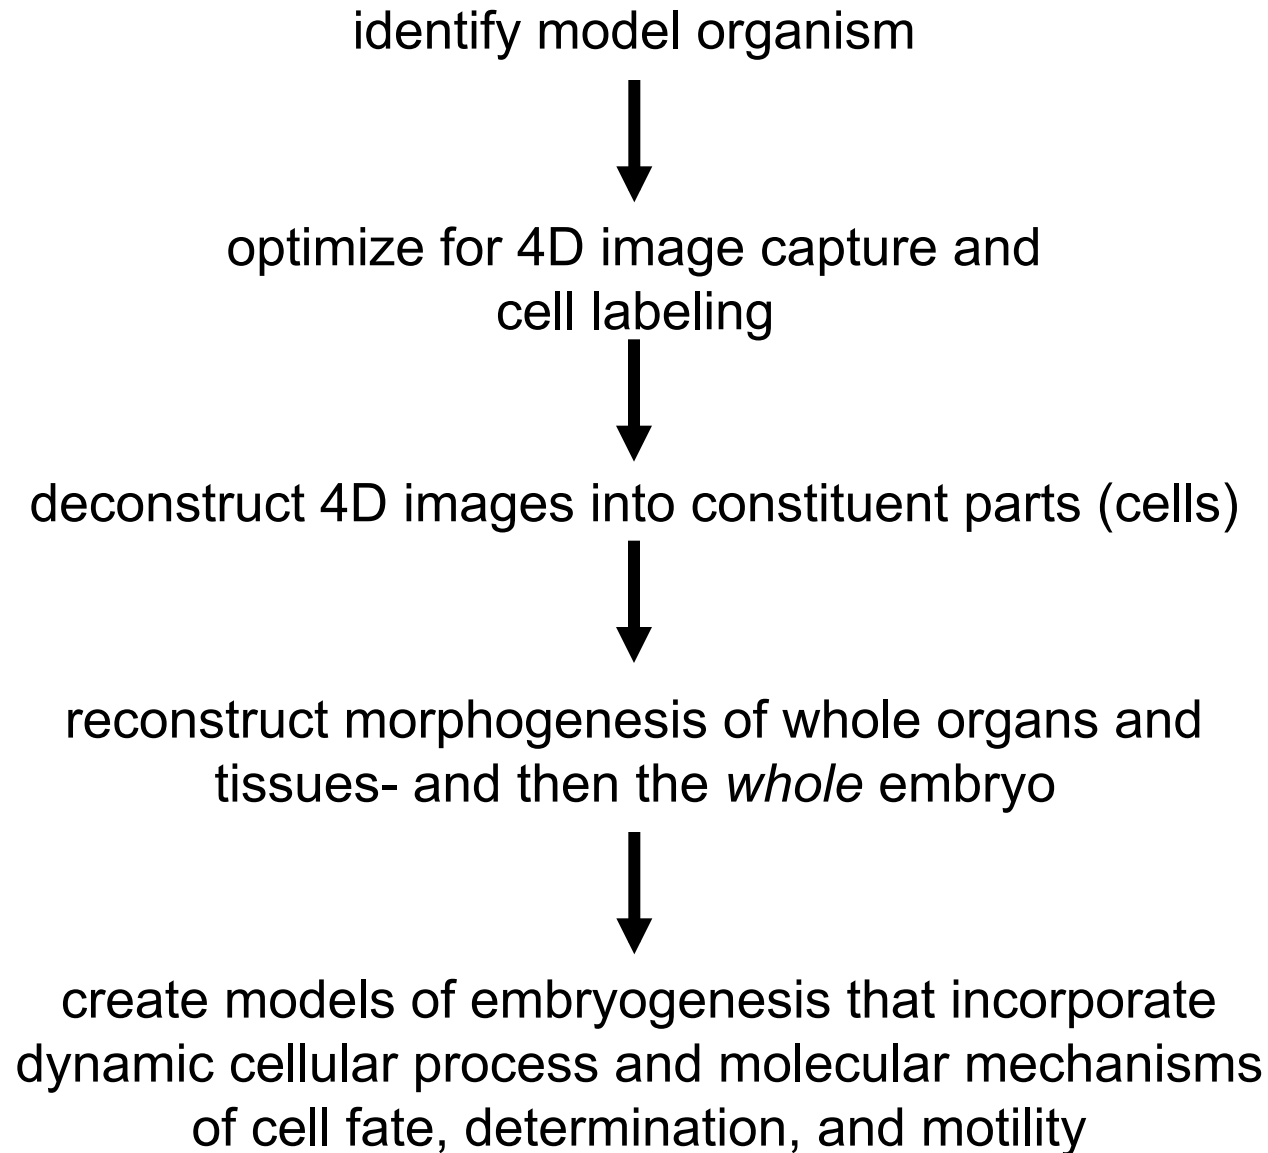 identify model organism
optimize for 4D image capture and
cell labeling
deconstruct 4D images into constituent parts (cells)
reconstruct morphogenesis of whole organs and
tissues- and then the whole embryo
create models of embryogenesis that incorporate
dynamic cellular process and molecular mechanisms
of cell fate, determination, and motility